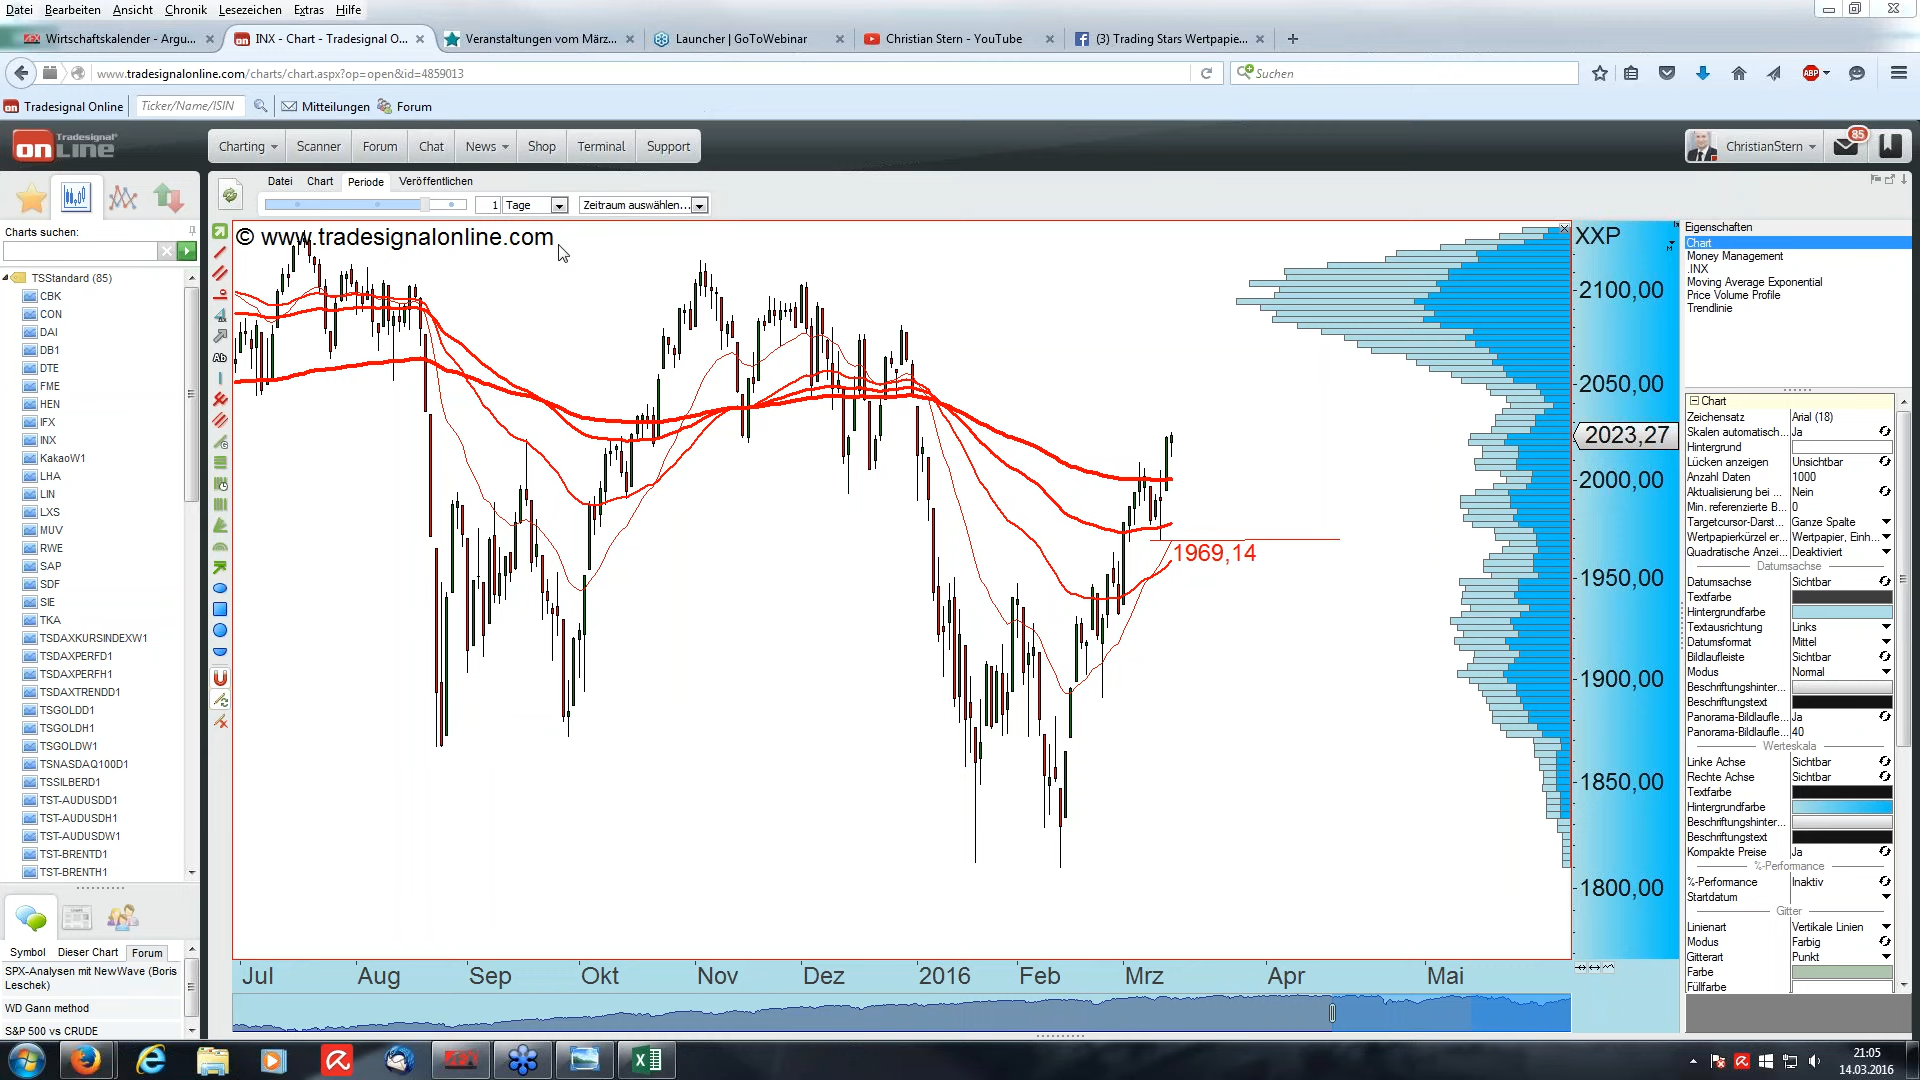 Datei Bearbeiten Ansicht Chronik Lesezeichen Extras Hilfe
Wirtschaftskalender - Argu...
INX - Chart - Tradesignal O...
Veranstaltungen vom März...
Launcher | GoToWebinar
Christian Stern - YouTube
(3) Trading Stars Wertpapie...
www.tradesignalonline.com/charts/chart.aspx?op=open&id=4859013
Suchen
ABP
Tradesignal Online
Ticker/Name/ISIN
Mitteilungen
Forum
Tradesignal
on LINE
Charting Scanner Forum Chat News Shop Terminal Support
ChristianStern
85
Datei Chart Periode Veröffentlichen
1 Tage
Zeitraum auswählen...
Charts suchen:
TSStandard (85)
CBK
CON
DAI
DB1
DTE
FME
HEN
IFX
INX
KakaoW1
LHA
LIN
LXS
MUV
RWE
SAP
SDF
SIE
TKA
TSDAXKURSINDEXW1
TSDAXPERFD1
TSDAXPERFH1
TSDAXTRENDD1
TSGOLDD1
TSGOLDH1
TSGOLDW1
TSNASDAQ100D1
TSSILBERD1
TST-AUDUSDD1
TST-AUDUSDH1
TST-AUDUSDW1
TST-BRENTD1
TST-BRENTH1
Symbol Dieser Chart Forum
SPX-Analysen mit NewWave (Boris
Leschek)
WD Gann method
S&P 500 vs CRUDE
© www.tradesignalonline.com
Ab
1969,14
XXP
2100,00
2050,00
2023,27
2000,00
1950,00
1900,00
1850,00
1800,00
Jul Aug Sep Okt Nov Dez 2016 Feb Mrz Apr Mai
Eigenschaften
Chart
Money Management
.INX
Moving Average Exponential
Price Volume Profile
Trendlinie
Chart
Zeichensatz Arial (18)
Skalen automatisch... Ja
Hintergrund
Lücken anzeigen Unsichtbar
Anzahl Daten 1000
Aktualisierung bei ... Nein
Min. referenzierte B... 0
Targetcursor-Darst... Ganze Spalte
Wertpapierkürzel er... Wertpapier, Einh...
Quadratische Anzei... Deaktiviert
Datumsachse
Datumsachse Sichtbar
Textfarbe
Hintergrundfarbe
Textausrichtung Links
Datumsformat Mittel
Bildlaufleiste Sichtbar
Modus Normal
Beschriftungshinter...
Beschriftungstext
Panorama-Bildlaufle... Ja
Panorama-Bildlaufle... 40
Werteskala
Linke Achse Sichtbar
Rechte Achse Sichtbar
Textfarbe
Hintergrundfarbe
Beschriftungshinter...
Beschriftungstext
Kompakte Preise Ja
%-Performance
%-Performance Inaktiv
Startdatum
Gitter
Linienart Vertikale Linien
Modus Farbig
Gitterart Punkt
Farbe
Füllfarbe
21:05
14.03.2016